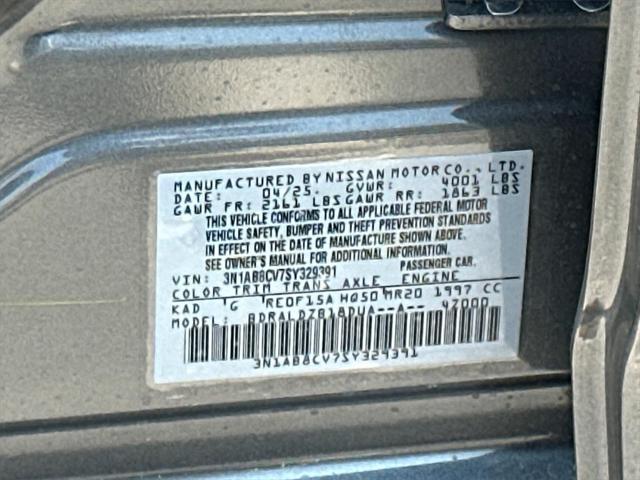 MANUFACTURED BY NISSAN MOTOR CO., LTD.
DATE: 04/25. GVWR: 4001 LBS
GAWR FR: 2161 LBS GAWR RR: 1863 LBS
THIS VEHICLE CONFORMS TO ALL APPLICABLE FEDERAL MOTOR
VEHICLE SAFETY, BUMPER AND THEFT PREVENTION STANDARDS
IN EFFECT ON THE DATE OF MANUFACTURE SHOWN ABOVE.
SEE OWNER'S MANUAL FOR ADDITIONAL INFORMATION.
VIN: 3N1AB8CV7SY329391 PASSENGER CAR.
COLOR TRIM TRANS AXLE ENGINE
KAD G RE0F15A HQ50 MR20 1997 CC
MODEL: BDRALDZB18DUA--A-- 4Z000
3N1AB8CV7SY329391